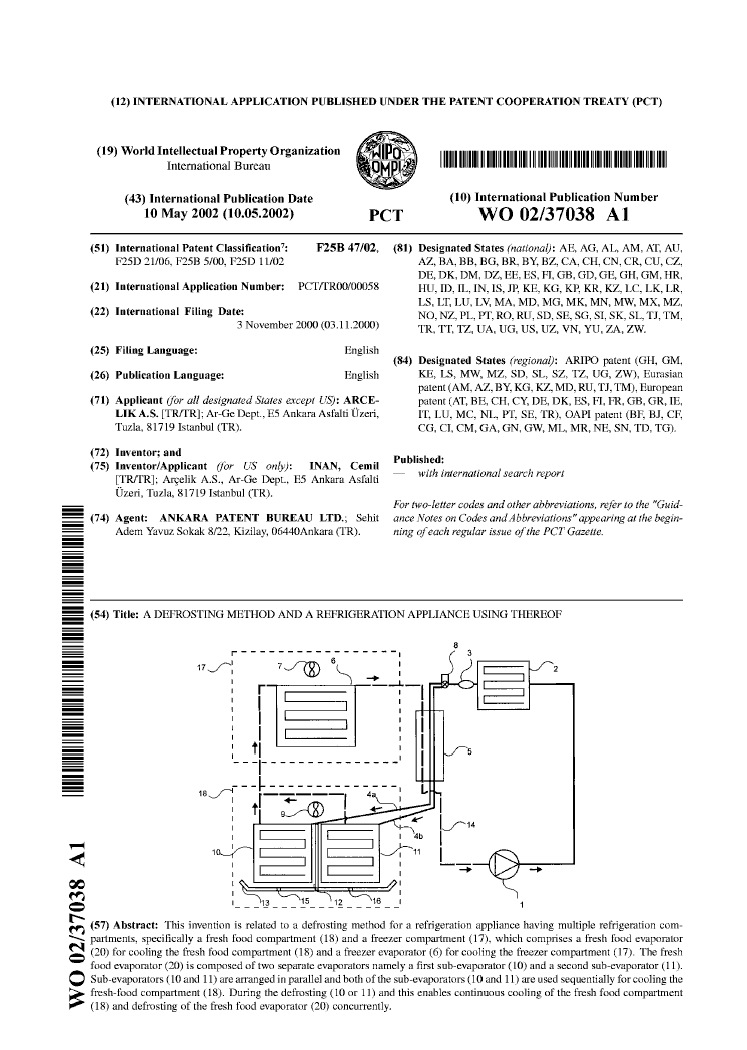 (12) INTERNATIONAL APPLICATION PUBLISHED UNDER THE PATENT COOPERATION TREATY (PCT)
(19) World Intellectual Property Organization
International Bureau
WIPO
OMPI
(43) International Publication Date
10 May 2002 (10.05.2002)
PCT
(10) International Publication Number
WO 02/37038 A1
(51) International Patent Classification7: F25B 47/02,
F25D 21/06, F25B 5/00, F25D 11/02
(21) International Application Number: PCT/TR00/00058
(22) International Filing Date:
3 November 2000 (03.11.2000)
(25) Filing Language: English
(26) Publication Language: English
(71) Applicant (for all designated States except US): ARCE-
LIK A.S. [TR/TR]; Ar-Ge Dept., E5 Ankara Asfalti Üzeri,
Tuzla, 81719 Istanbul (TR).
(72) Inventor; and
(75) Inventor/Applicant (for US only): INAN, Cemil
[TR/TR]; Arçelik A.S., Ar-Ge Dept., E5 Ankara Asfalti
Üzeri, Tuzla, 81719 Istanbul (TR).
(74) Agent: ANKARA PATENT BUREAU LTD.; Sehit
Adem Yavuz Sokak 8/22, Kizilay, 06440Ankara (TR).
(81) Designated States (national): AE, AG, AL, AM, AT, AU,
AZ, BA, BB, BG, BR, BY, BZ, CA, CH, CN, CR, CU, CZ,
DE, DK, DM, DZ, EE, ES, FI, GB, GD, GE, GH, GM, HR,
HU, ID, IL, IN, IS, JP, KE, KG, KP, KR, KZ, LC, LK, LR,
LS, LT, LU, LV, MA, MD, MG, MK, MN, MW, MX, MZ,
NO, NZ, PL, PT, RO, RU, SD, SE, SG, SI, SK, SL, TJ, TM,
TR, TT, TZ, UA, UG, US, UZ, VN, YU, ZA, ZW.
(84) Designated States (regional): ARIPO patent (GH, GM,
KE, LS, MW, MZ, SD, SL, SZ, TZ, UG, ZW), Eurasian
patent (AM, AZ, BY, KG, KZ, MD, RU, TJ, TM), European
patent (AT, BE, CH, CY, DE, DK, ES, FI, FR, GB, GR, IE,
IT, LU, MC, NL, PT, SE, TR), OAPI patent (BF, BJ, CF,
CG, CI, CM, GA, GN, GW, ML, MR, NE, SN, TD, TG).
Published:
— with international search report
For two-letter codes and other abbreviations, refer to the "Guid-
ance Notes on Codes and Abbreviations" appearing at the begin-
ning of each regular issue of the PCT Gazette.
(54) Title: A DEFROSTING METHOD AND A REFRIGERATION APPLIANCE USING THEREOF
17
7
6
8
3
2
5
18
9
4a
4b
14
10
11
13
15
12
16
1
(57) Abstract: This invention is related to a defrosting method for a refrigeration appliance having multiple refrigeration com-
partments, specifically a fresh food compartment (18) and a freezer compartment (17), which comprises a fresh food evaporator
(20) for cooling the fresh food compartment (18) and a freezer evaporator (6) for cooling the freezer compartment (17). The fresh
food evaporator (20) is composed of two separate evaporators namely a first sub-evaporator (10) and a second sub-evaporator (11).
Sub-evaporators (10 and 11) are arranged in parallel and both of the sub-evaporators (10 and 11) are used sequentially for cooling the
fresh-food compartment (18). During the defrosting (10 or 11) and this enables continuous cooling of the fresh food compartment
(18) and defrosting of the fresh food evaporator (20) concurrently.
WO 02/37038 A1